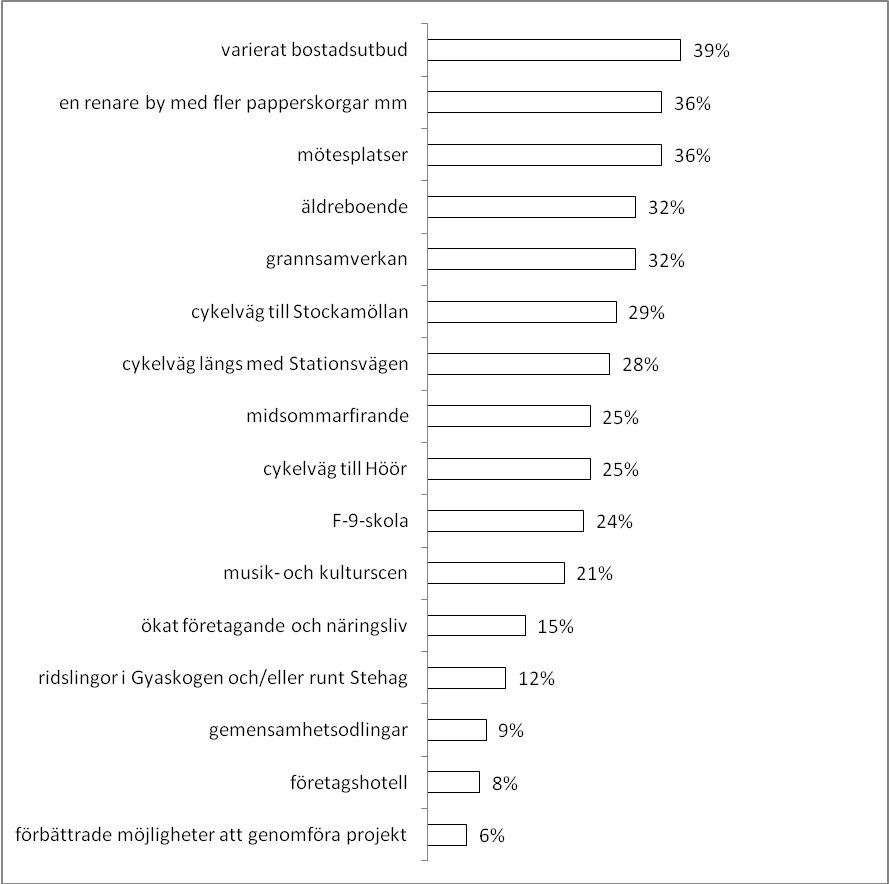 varierat bostadsutbud 39%
en renare by med fler papperskorgar mm 36%
mötesplatser 36%
äldreboende 32%
grannsamverkan 32%
cykelväg till Stockamöllan 29%
cykelväg längs med Stationsvägen 28%
midsommarfirande 25%
cykelväg till Höör 25%
F-9-skola 24%
musik- och kulturscen 21%
ökat företagande och näringsliv 15%
ridslingor i Gyaskogen och/eller runt Stehag 12%
gemensamhetsodlingar 9%
företagshotell 8%
förbättrade möjligheter att genomföra projekt 6%